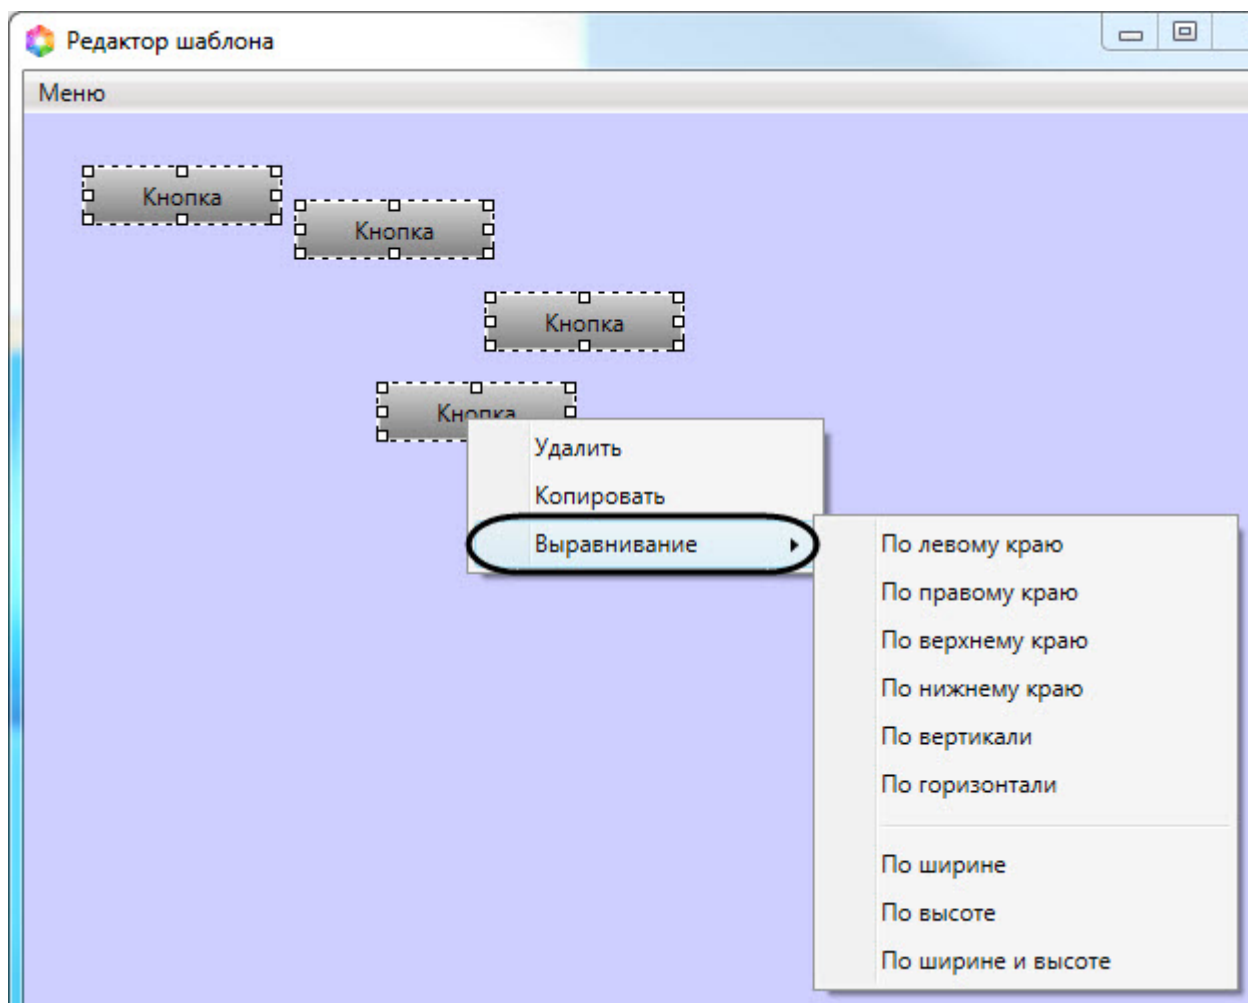 Редактор шаблона
Меню
Кнопка
Кнопка
Кнопка
Кнопка
Удалить
Копировать
Выравнивание
По левому краю
По правому краю
По верхнему краю
По нижнему краю
По вертикали
По горизонтали
По ширине
По высоте
По ширине и высоте